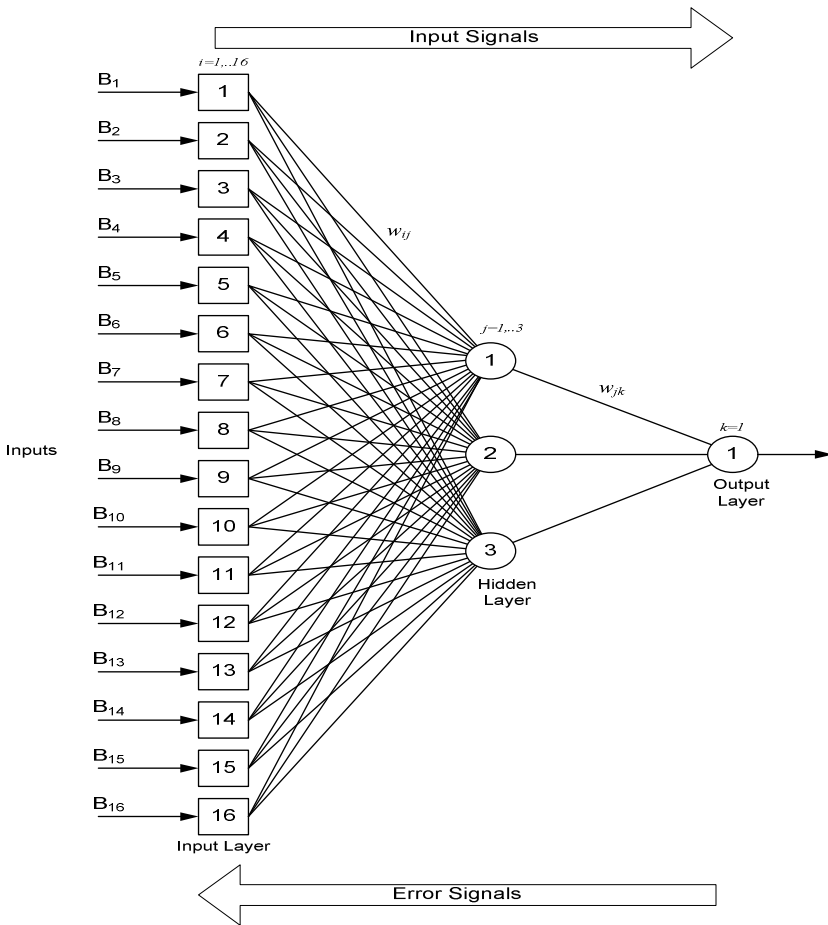 Input Signals
i=1,..16
B1
1
B2
2
B3
3
B4
4
wij
B5
5
B6
6
j=1,..3
1
B7
7
wjk
B8
8
k=1
Inputs
2
1
B9
9
Output
Layer
B10
10
3
B11
11
Hidden
Layer
B12
12
B13
13
B14
14
B15
15
B16
16
Input Layer
Error Signals